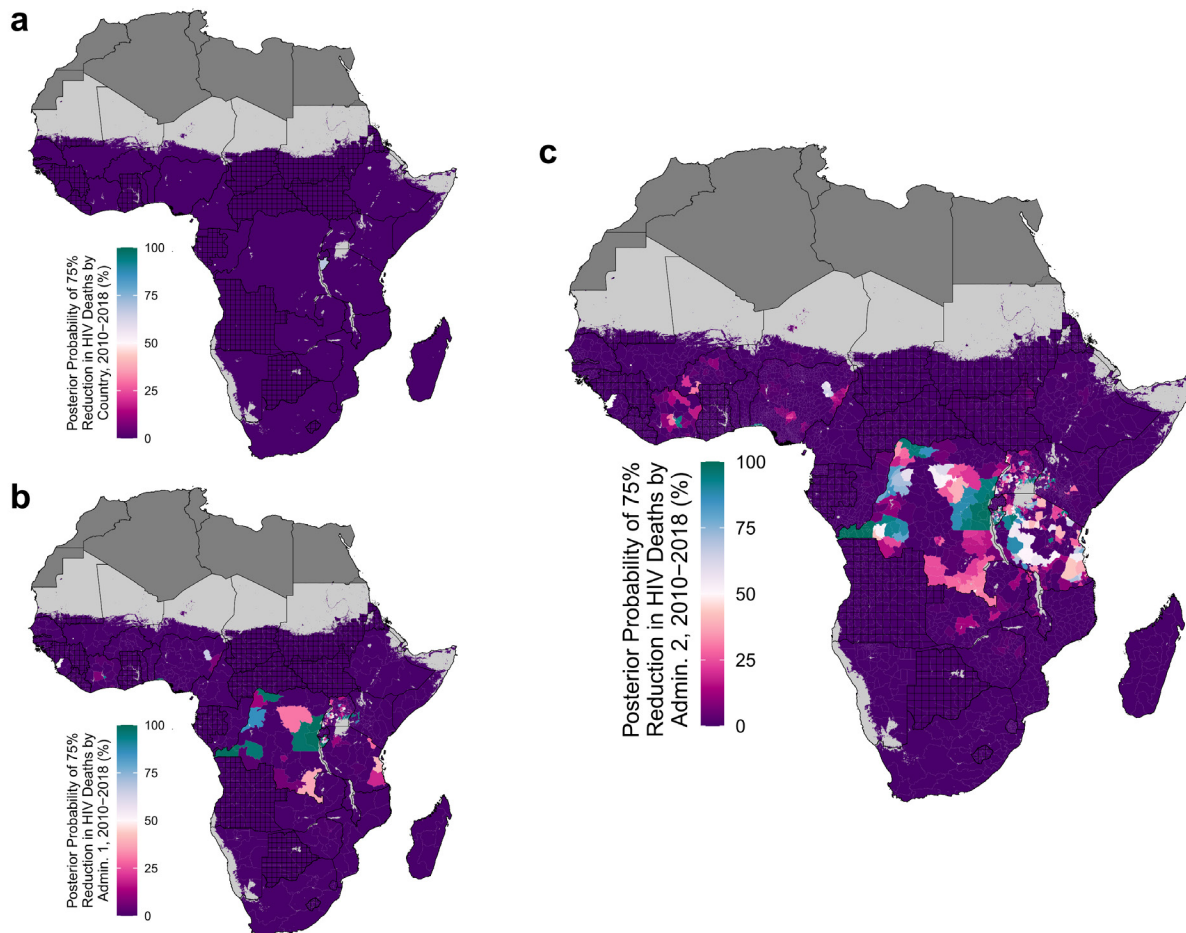 a
Posterior Probability of 75%
Reduction in HIV Deaths by
Country, 2010−2018 (%)
100
75
50
25
0
b
Posterior Probability of 75%
Reduction in HIV Deaths by
Admin. 1, 2010−2018 (%)
100
75
50
25
0
c
Posterior Probability of 75%
Reduction in HIV Deaths by
Admin. 2, 2010−2018 (%)
100
75
50
25
0